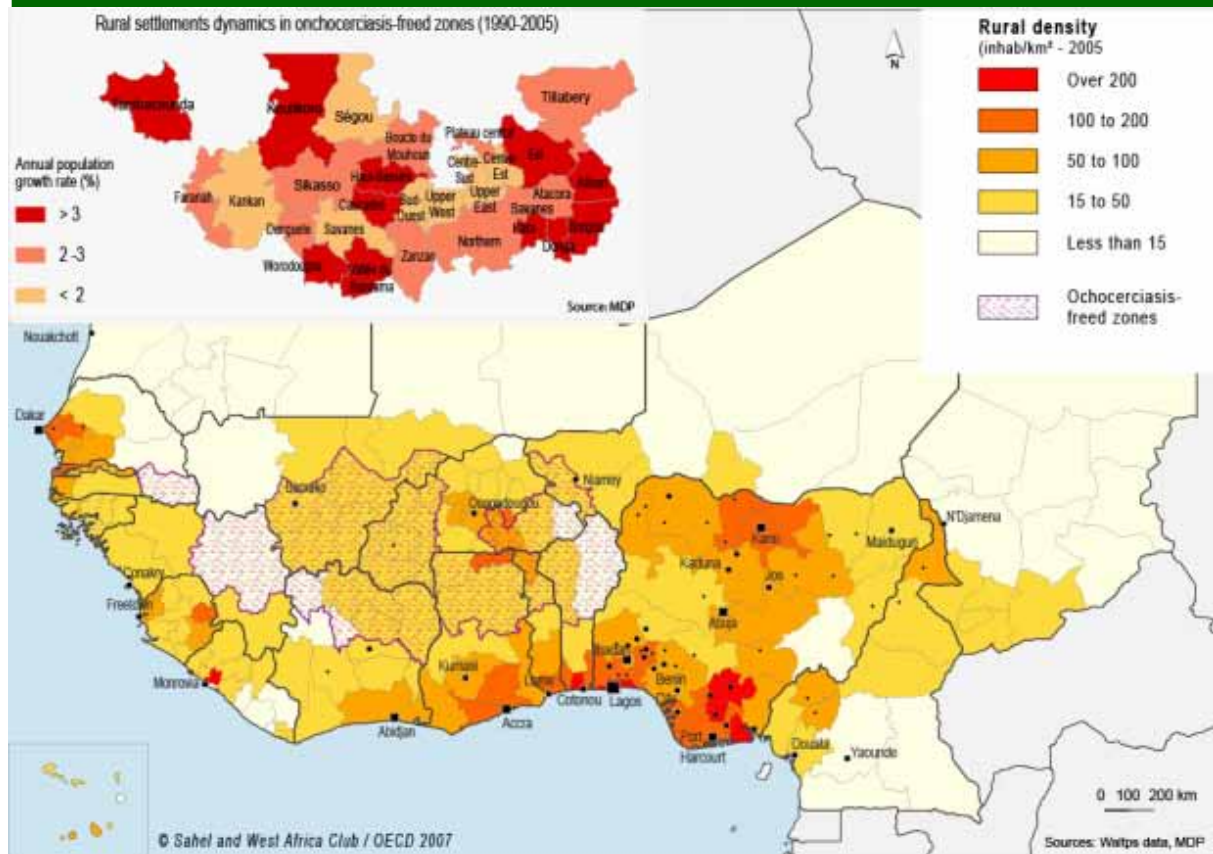 Rural settlements dynamics in onchocerciasis-freed zones (1990-2005)
Tambacounda
Koulikoro
Ségou
Tillabery
Boucle du
Mouhoun
Plateau central
Centre-
Sud
Centre-
Est
Est
Annual population
growth rate (%)
Faranah
Kankan
Sikasso
Hauts-Bassins
Cascades
Sud-
Ouest
Upper
West
Upper
East
Atacora
Savanes
Alibori
Kara
Borgou
Donga
Denguele
Savanes
Zanzan
Northern
Worodougou
> 3
2-3
< 2
Source: MDP
N
Rural density
(inhab/km² - 2005
Over 200
100 to 200
50 to 100
15 to 50
Less than 15
Ochocerciasis-
freed zones
Nouakchott
Dakar
Bamako
Ouagadougou
Niamey
N'Djamena
Kano
Maiduguri
Kaduna
Jos
Abuja
Conakry
Freetown
Monrovia
Kumasi
Lome
Ibadan
Benin
City
Cotonou
Lagos
Abidjan
Accra
Port
Harcourt
Douala
Yaounde
0 100 200 km
© Sahel and West Africa Club / OECD 2007
Sources: Waltps data, MDP